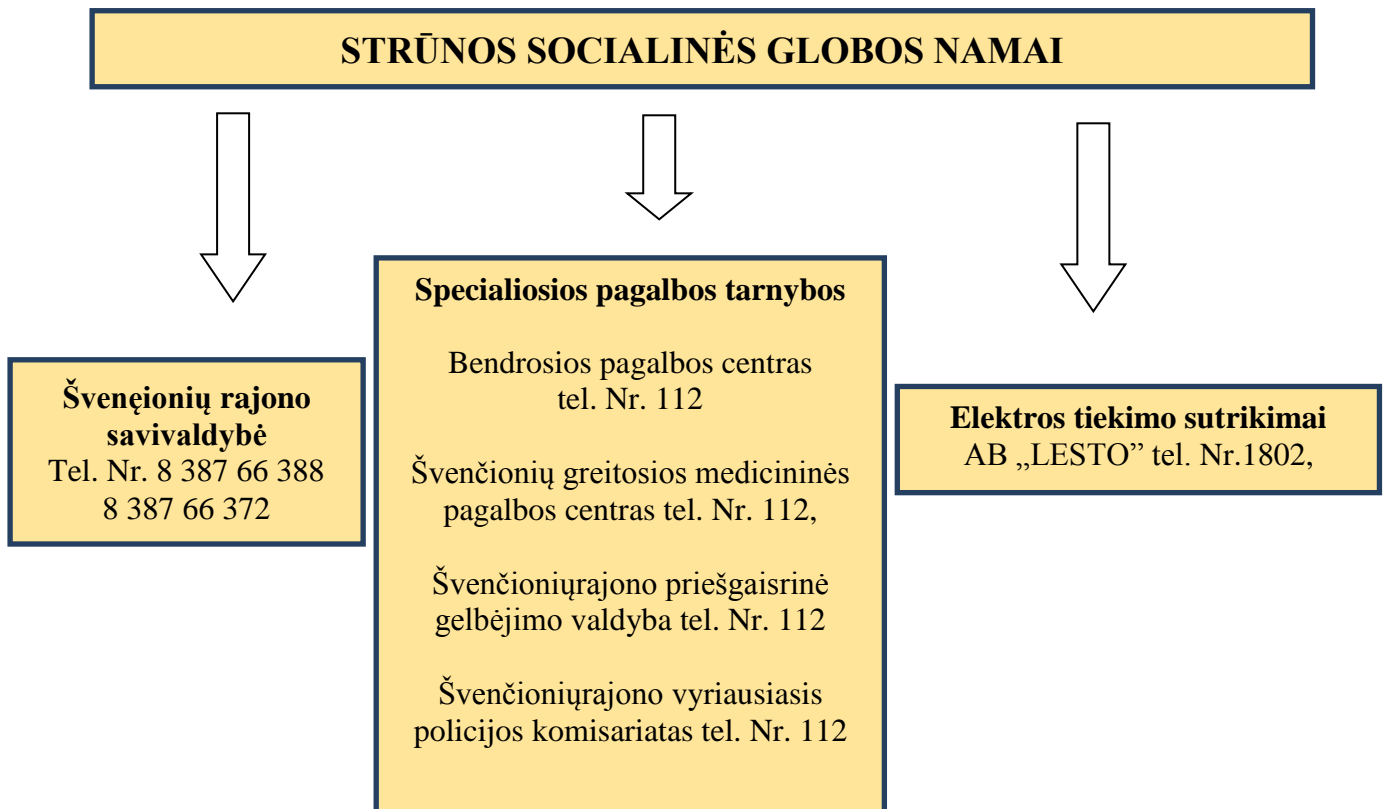 STRŪNOS SOCIALINĖS GLOBOS NAMAI
Švenęionių rajono
savivaldybė
Tel. Nr. 8 387 66 388
8 387 66 372
Specialiosios pagalbos tarnybos
Bendrosios pagalbos centras
tel. Nr. 112
Švenčionių greitosios medicininės
pagalbos centras tel. Nr. 112,
Švenčioniųrajono priešgaisrinė
gelbėjimo valdyba tel. Nr. 112
Švenčioniųrajono vyriausiasis
policijos komisariatas tel. Nr. 112
Elektros tiekimo sutrikimai
AB „LESTO” tel. Nr.1802,